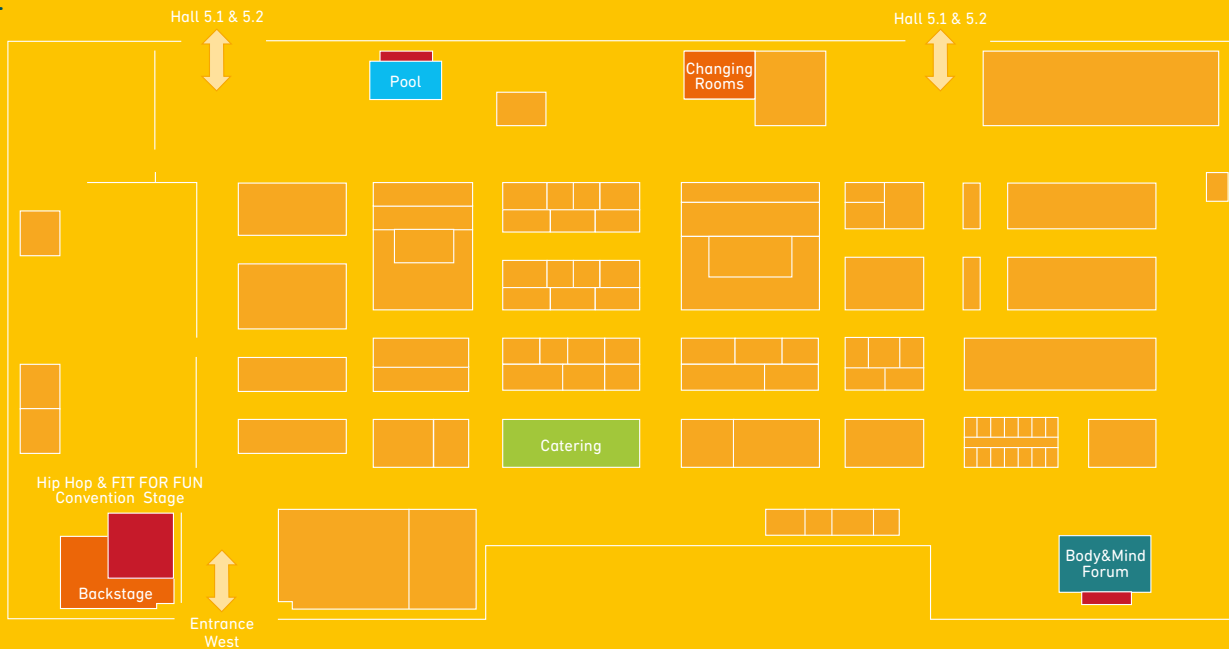 Hall 5.1 & 5.2
Hall 5.1 & 5.2
Pool
Changing
Rooms
Catering
Hip Hop & FIT FOR FUN
Convention Stage
Backstage
Body&Mind
Forum
Entrance
West